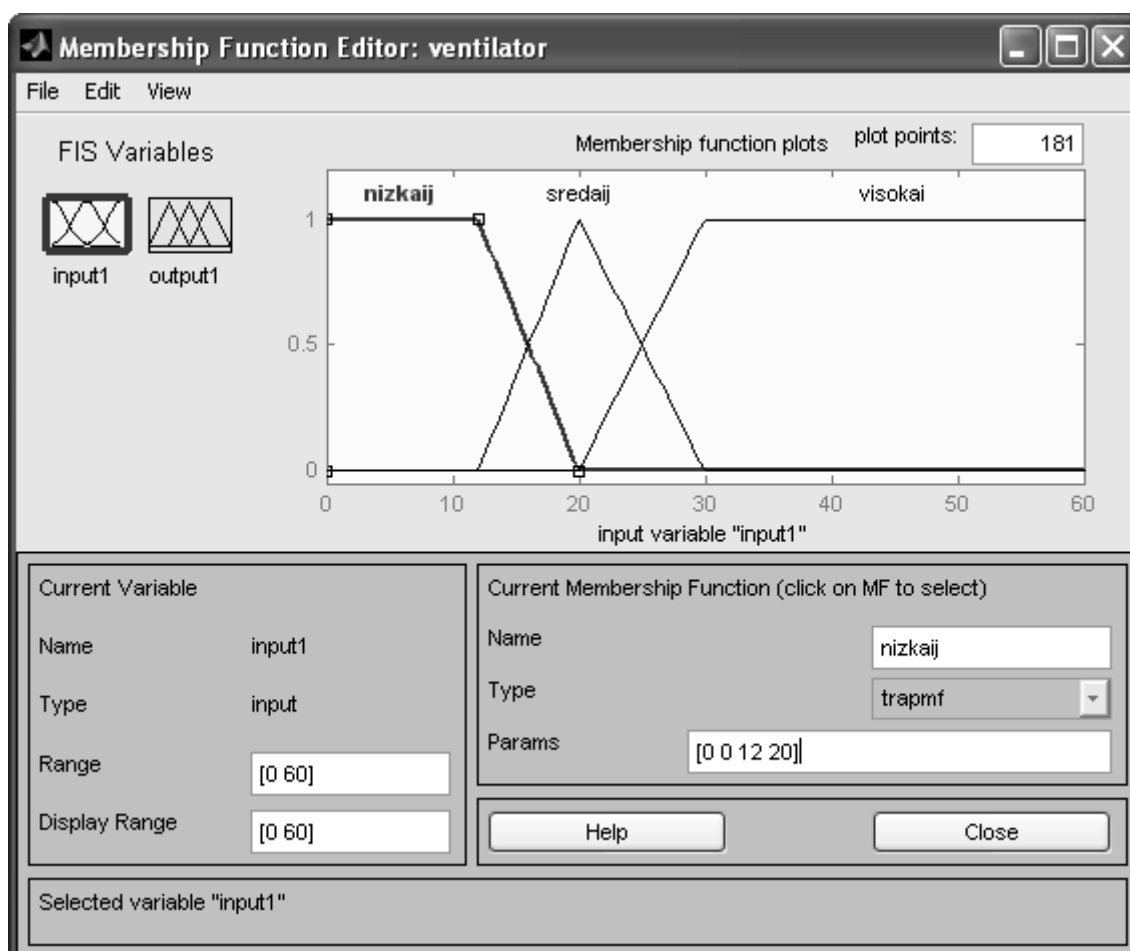 Membership Function Editor: ventilator
File Edit View
FIS Variables
Membership function plots plot points: 181
input1 output1
nizkaij sredaij visokai
1
0.5
0
0 10 20 30 40 50 60
input variable "input1"
Current Variable
Name input1
Type input
Range [0 60]
Display Range [0 60]
Current Membership Function (click on MF to select)
Name nizkaij
Type trapmf
Params [0 0 12 20]
Help Close
Selected variable "input1"